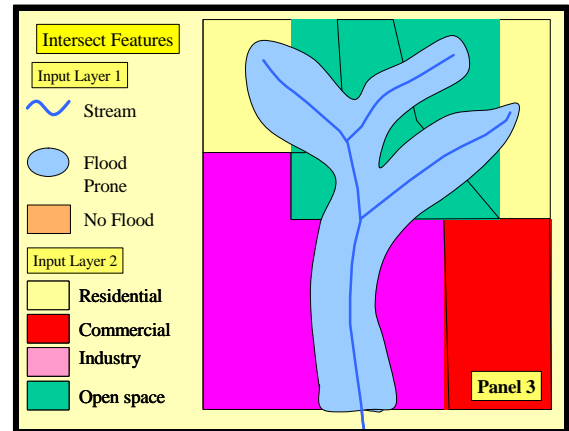 Intersect Features
Input Layer 1
Stream
Flood
Prone
No Flood
Input Layer 2
Residential
Commercial
Industry
Open space
Panel 3